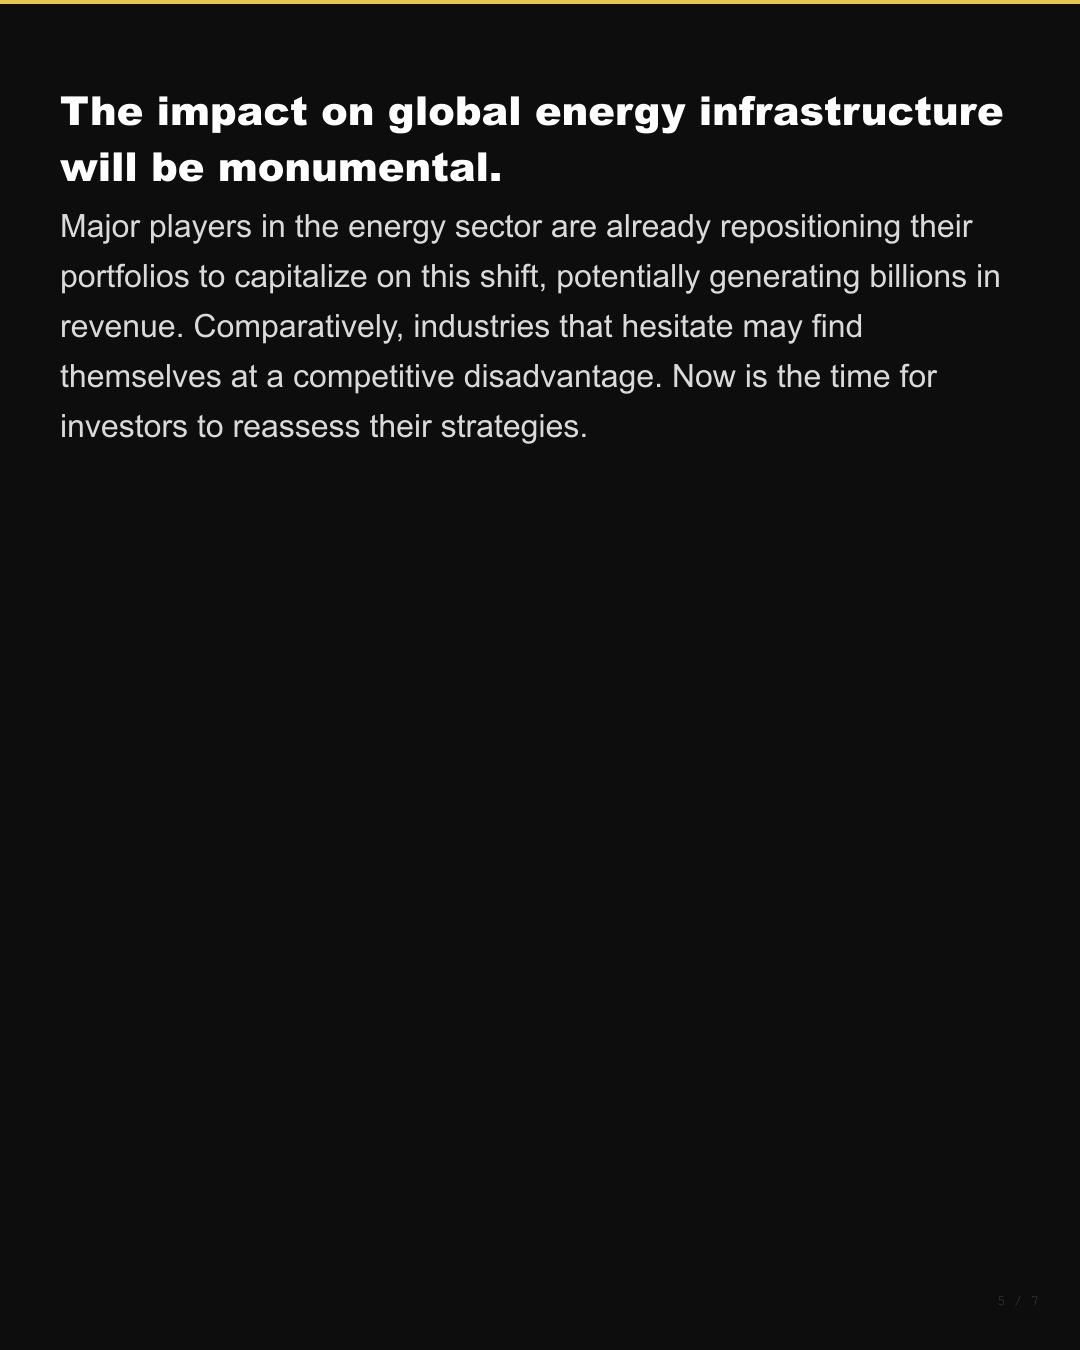 The impact on global energy infrastructure
will be monumental.
Major players in the energy sector are already repositioning their
portfolios to capitalize on this shift, potentially generating billions in
revenue. Comparatively, industries that hesitate may find
themselves at a competitive disadvantage. Now is the time for
investors to reassess their strategies.
5 / 7